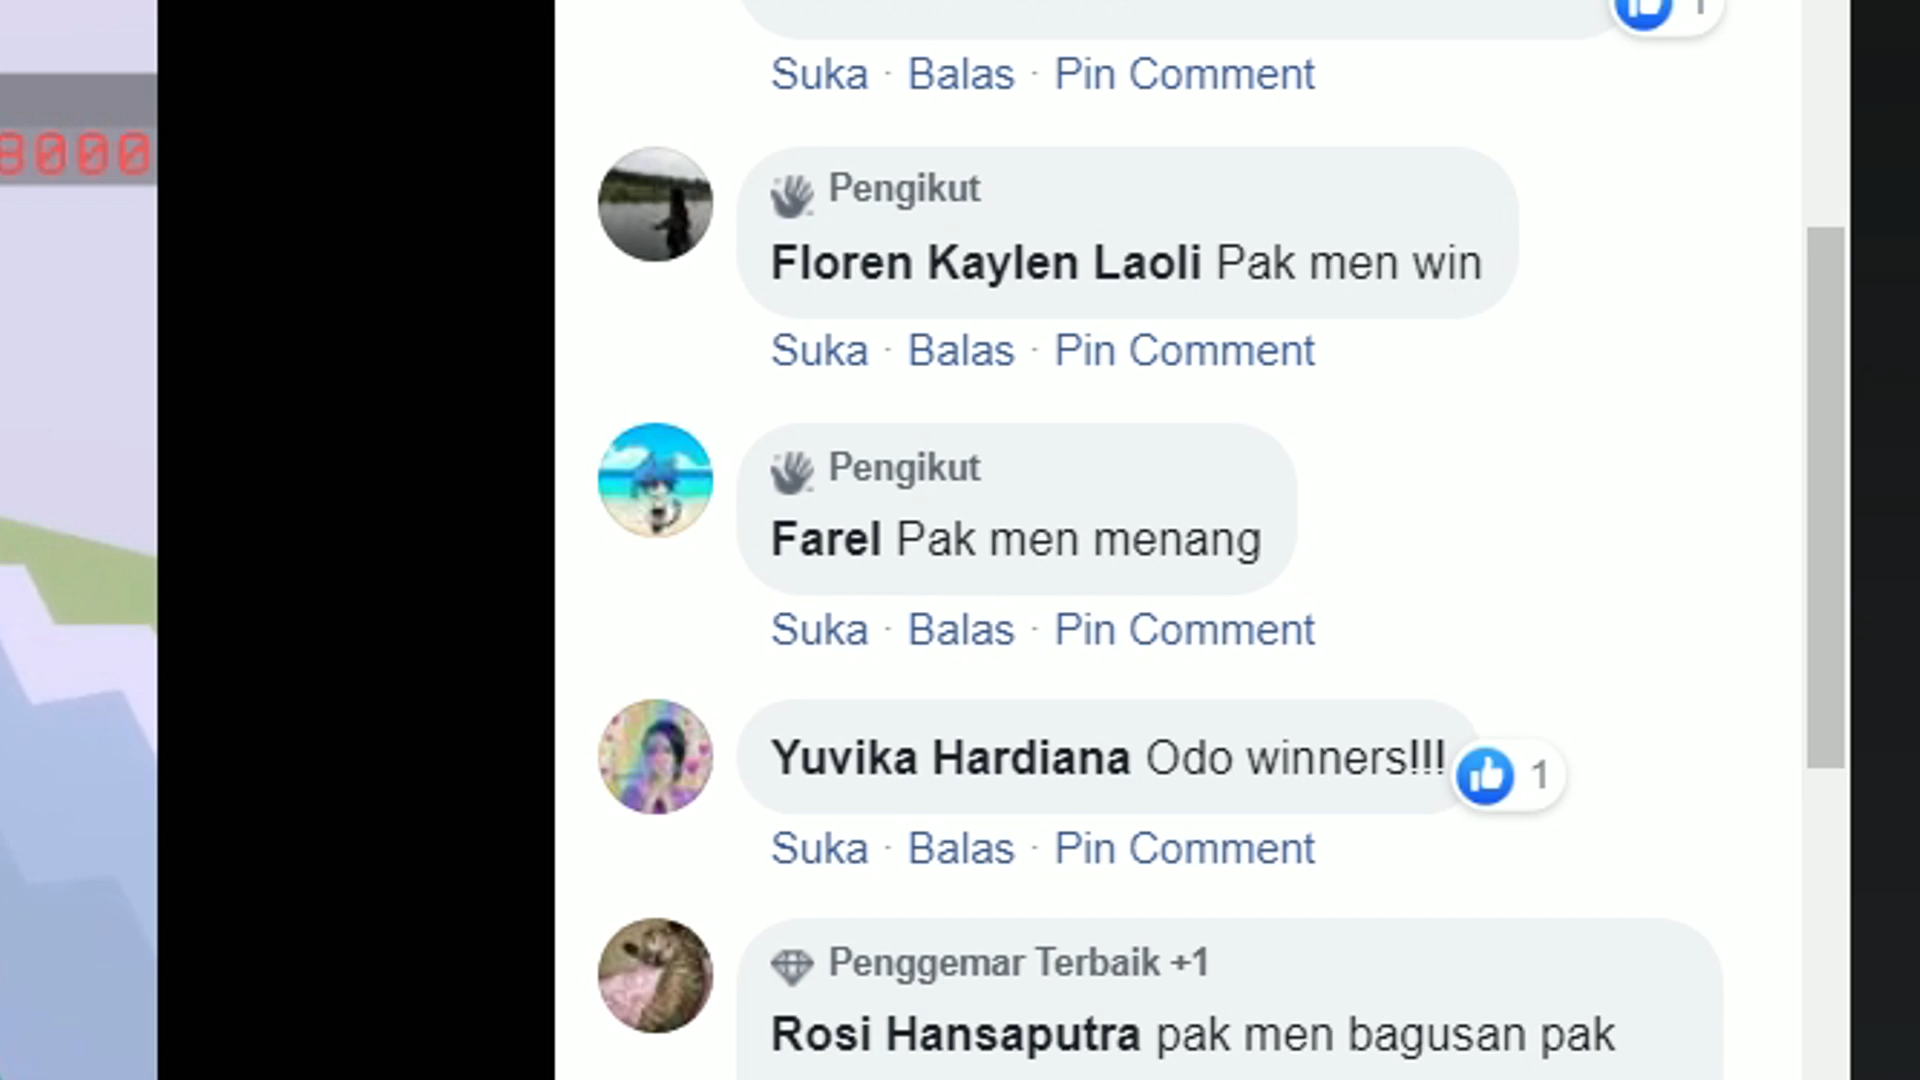 1
Suka · Balas · Pin Comment
8000
Pengikut
Floren Kaylen Laoli Pak men win
Suka · Balas · Pin Comment
Pengikut
Farel Pak men menang
Suka · Balas · Pin Comment
Yuvika Hardiana Odo winners!!!
1
Suka · Balas · Pin Comment
Penggemar Terbaik +1
Rosi Hansaputra pak men bagusan pak